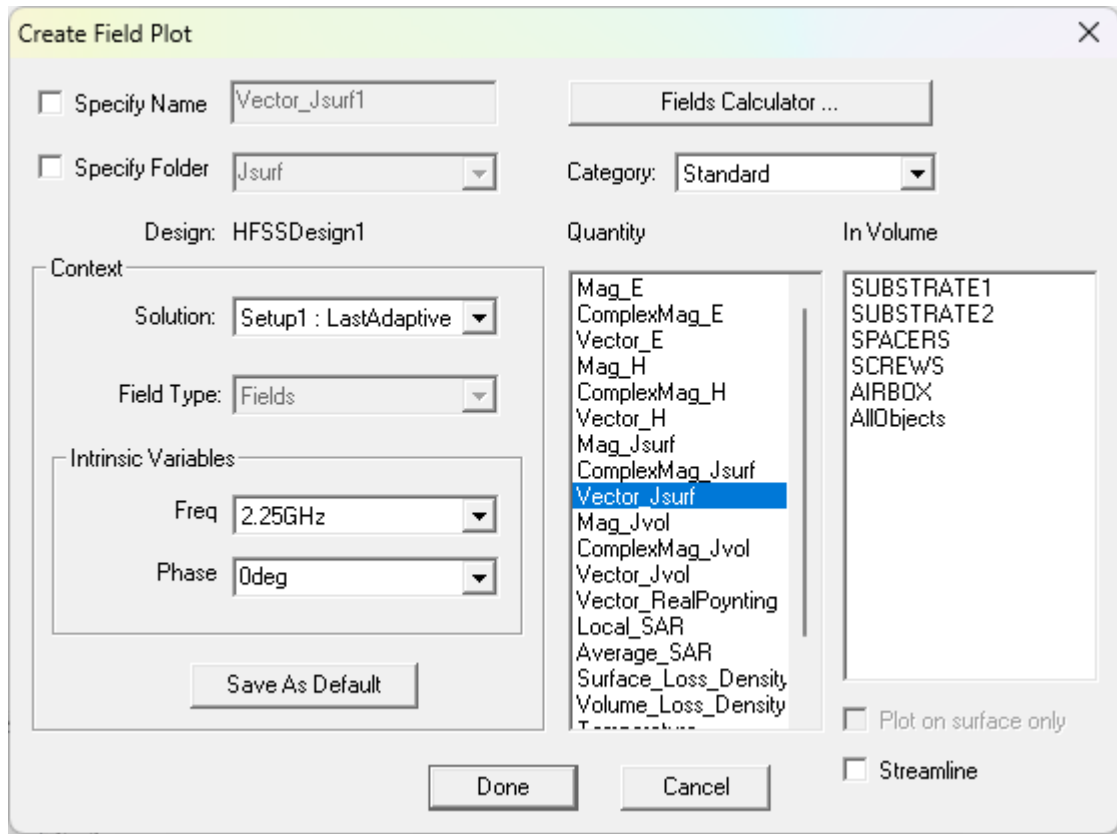 Create Field Plot
Specify Name
Vector_Jsurf1
Fields Calculator ...
Specify Folder
Jsurf
Category:
Standard
Design: HFSSDesign1
Quantity
In Volume
Context
Solution:
Setup1 : LastAdaptive
Field Type:
Fields
Intrinsic Variables
Freq
2.25GHz
Phase
0deg
Save As Default
Mag_E
ComplexMag_E
Vector_E
Mag_H
ComplexMag_H
Vector_H
Mag_Jsurf
ComplexMag_Jsurf
Vector_Jsurf
Mag_Jvol
ComplexMag_Jvol
Vector_Jvol
Vector_RealPoynting
Local_SAR
Average_SAR
Surface_Loss_Density
Volume_Loss_Density
SUBSTRATE1
SUBSTRATE2
SPACERS
SCREWS
AIRBOX
AllObjects
Plot on surface only
Streamline
Done
Cancel